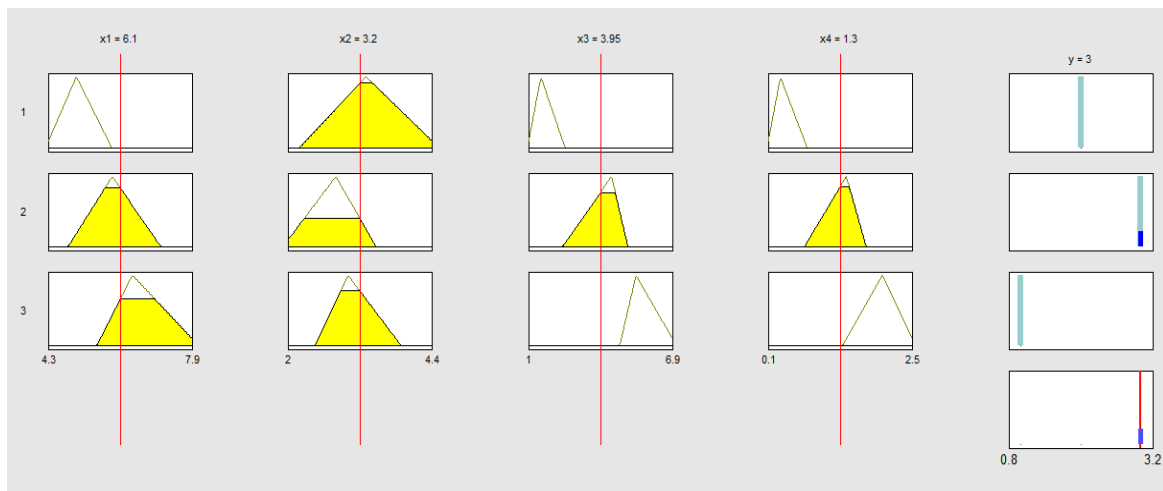 x1 = 6.1
x2 = 3.2
x3 = 3.95
x4 = 1.3
y = 3
1
2
3
4.3
7.9
2
4.4
1
6.9
0.1
2.5
0.8
3.2